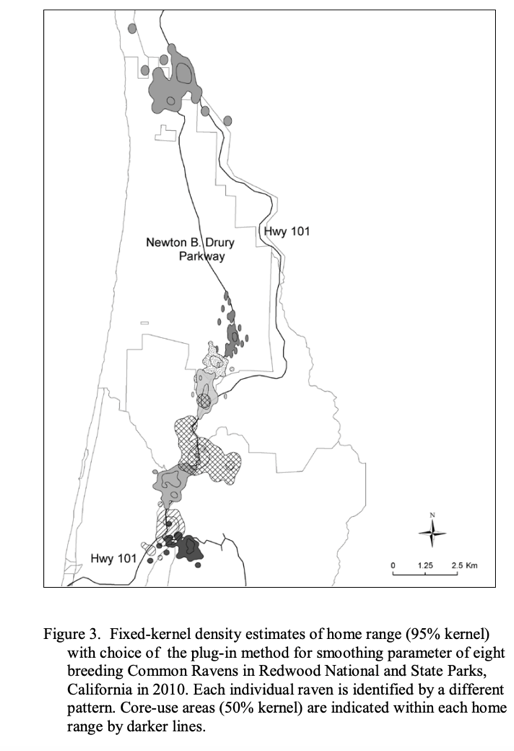 Hwy 101
Newton B. Drury
Parkway
N
0 1.25 2.5 Km
Hwy 101
Figure 3. Fixed-kernel density estimates of home range (95% kernel)
with choice of the plug-in method for smoothing parameter of eight
breeding Common Ravens in Redwood National and State Parks,
California in 2010. Each individual raven is identified by a different
pattern. Core-use areas (50% kernel) are indicated within each home
range by darker lines.